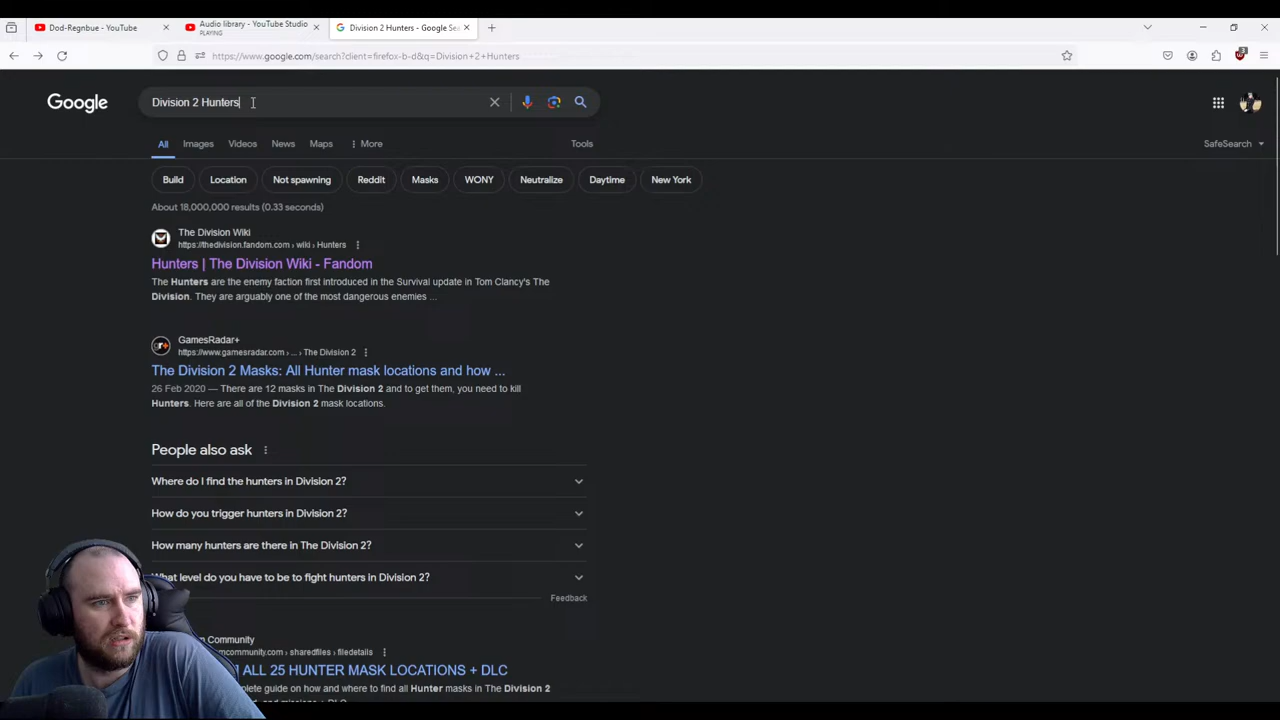 Dod-Regnbue - YouTube
Audio library - YouTube Studio
PLAYING
Division 2 Hunters - Google Sea
https://www.google.com/search?client=firefox-b-d&q=Division+2+Hunters
Google
Division 2 Hunters
All Images Videos News Maps More Tools
SafeSearch
Build Location Not spawning Reddit Masks WONY Neutralize Daytime New York
About 18,000,000 results (0.33 seconds)
The Division Wiki
https://thedivision.fandom.com › wiki › Hunters
Hunters | The Division Wiki - Fandom
The Hunters are the enemy faction first introduced in the Survival update in Tom Clancy's The
Division. They are arguably one of the most dangerous enemies ...
GamesRadar+
https://www.gamesradar.com › ... › The Division 2
The Division 2 Masks: All Hunter mask locations and how ...
26 Feb 2020 — There are 12 masks in The Division 2 and to get them, you need to kill
Hunters. Here are all of the Division 2 mask locations.
People also ask
Where do I find the hunters in Division 2?
How do you trigger hunters in Division 2?
How many hunters are there in The Division 2?
What level do you have to be to fight hunters in Division 2?
Feedback
Community
mcommunity.com › sharedfiles › filedetails
ALL 25 HUNTER MASK LOCATIONS + DLC
plete guide on how and where to find all Hunter masks in The Division 2
and missions + DLC